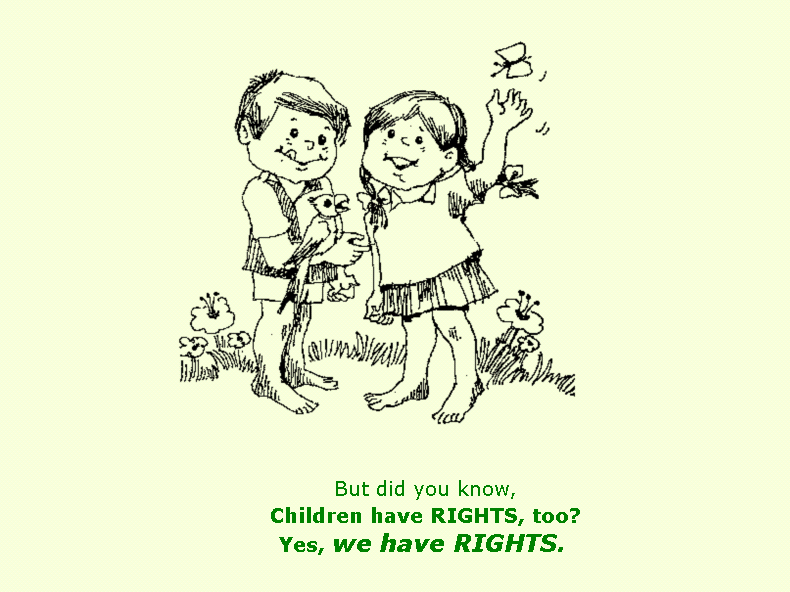 But did you know,
Children have RIGHTS, too?
Yes, we have RIGHTS.